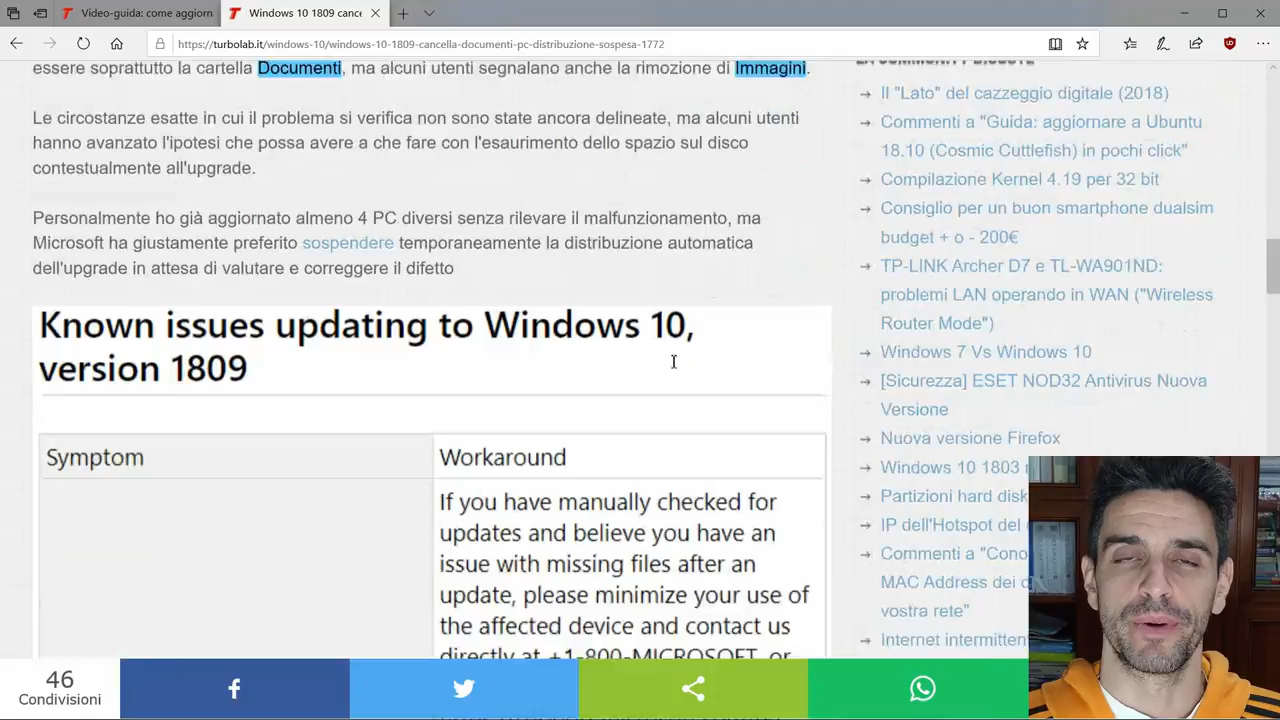 Video-guida: come aggiorn
Windows 10 1809 cance
https://turbolab.it/windows-10/windows-10-1809-cancella-documenti-pc-distribuzione-sospesa-1772
essere soprattutto la cartella Documenti, ma alcuni utenti segnalano anche la rimozione di Immagini.
Le circostanze esatte in cui il problema si verifica non sono state ancora delineate, ma alcuni utenti
hanno avanzato l'ipotesi che possa avere a che fare con l'esaurimento dello spazio sul disco
contestualmente all'upgrade.
Personalmente ho già aggiornato almeno 4 PC diversi senza rilevare il malfunzionamento, ma
Microsoft ha giustamente preferito sospendere temporaneamente la distribuzione automatica
dell'upgrade in attesa di valutare e correggere il difetto
Known issues updating to Windows 10,
version 1809
Symptom
Workaround
If you have manually checked for
updates and believe you have an
issue with missing files after an
update, please minimize your use of
the affected device and contact us
directly at +1-800-MICROSOFT, or
Il "Lato" del cazzeggio digitale (2018)
Commenti a "Guida: aggiornare a Ubuntu
18.10 (Cosmic Cuttlefish) in pochi click"
Compilazione Kernel 4.19 per 32 bit
Consiglio per un buon smartphone dualsim
budget + o - 200€
TP-LINK Archer D7 e TL-WA901ND:
problemi LAN operando in WAN ("Wireless
Router Mode")
Windows 7 Vs Windows 10
[Sicurezza] ESET NOD32 Antivirus Nuova
Versione
Nuova versione Firefox
Windows 10 1803
Partizioni hard disk
IP dell'Hotspot del
Commenti a "Cono
MAC Address dei
vostra rete"
Internet intermitten
46
Condivisioni